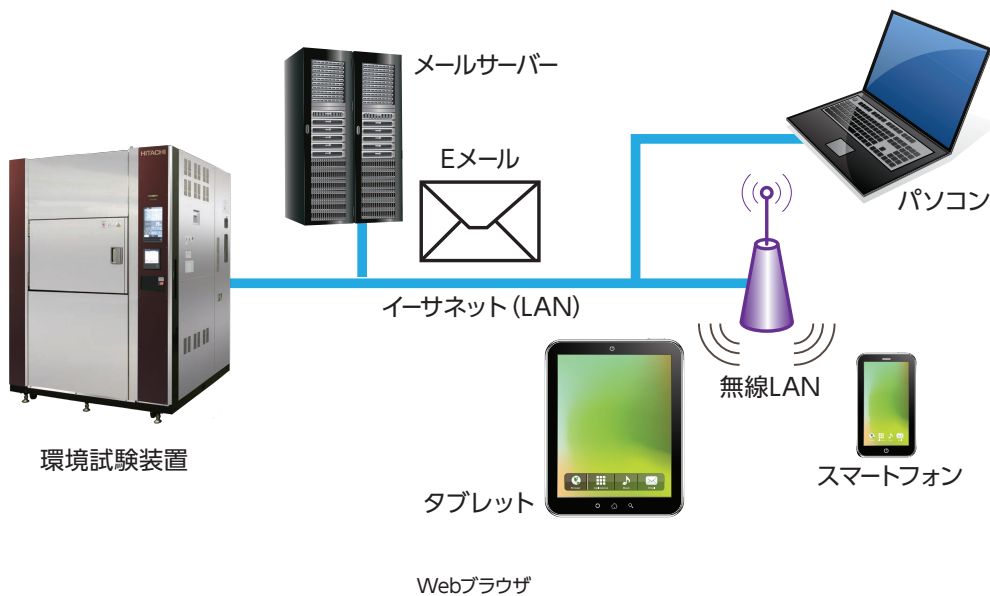 メールサーバー
HITACHI
Eメール
パソコン
イーサネット(LAN)
無線LAN
環境試験装置
スマートフォン
タブレット
Webブラウザ